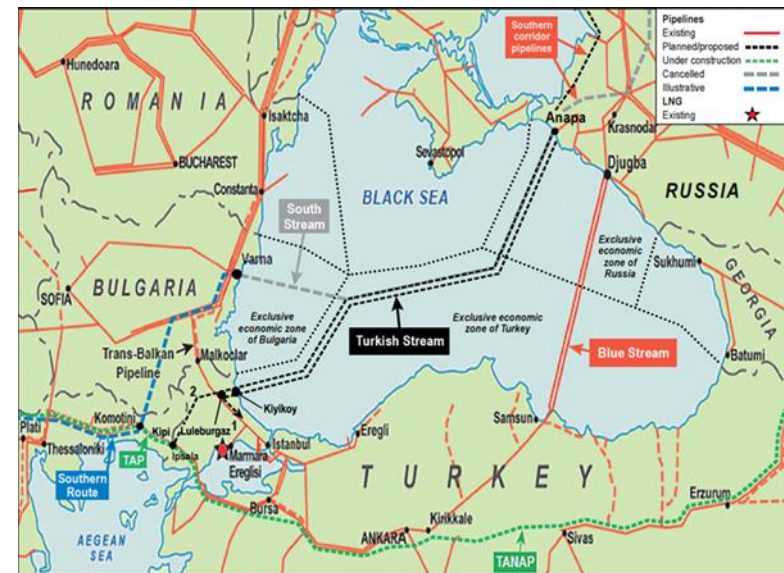 Pipelines
Existing
Planned/proposed
Under construction
Cancelled
Illustrative
LNG
Existing
Southern
corridor
pipelines
Hunedoara
ROMANIA
Isaktcha
Anapa
Krasnodar
BUCHAREST
Sevastopol
Djugba
Constanta
BLACK SEA
RUSSIA
South
Stream
Exclusive
economic
zone of
Russia
Varna
Sukhumi
BULGARIA
SOFIA
GEORGIA
Exclusive
economic zone
of Bulgaria
Exclusive economic
zone of Turkey
Turkish Stream
Trans-Balkan
Pipeline
Malkoclar
Blue Stream
Batumi
2
Kiyikoy
Komotini
Samsun
Plati
Kipi
Luleburgaz
1
Eregli
Thessaloniki
TAP
Ipsala
Istanbul
Marmara
Ereglisi
Southern
Route
TURKEY
Erzurum
Bursa
Kirikkale
AEGEAN
SEA
ANKARA
Sivas
TANAP